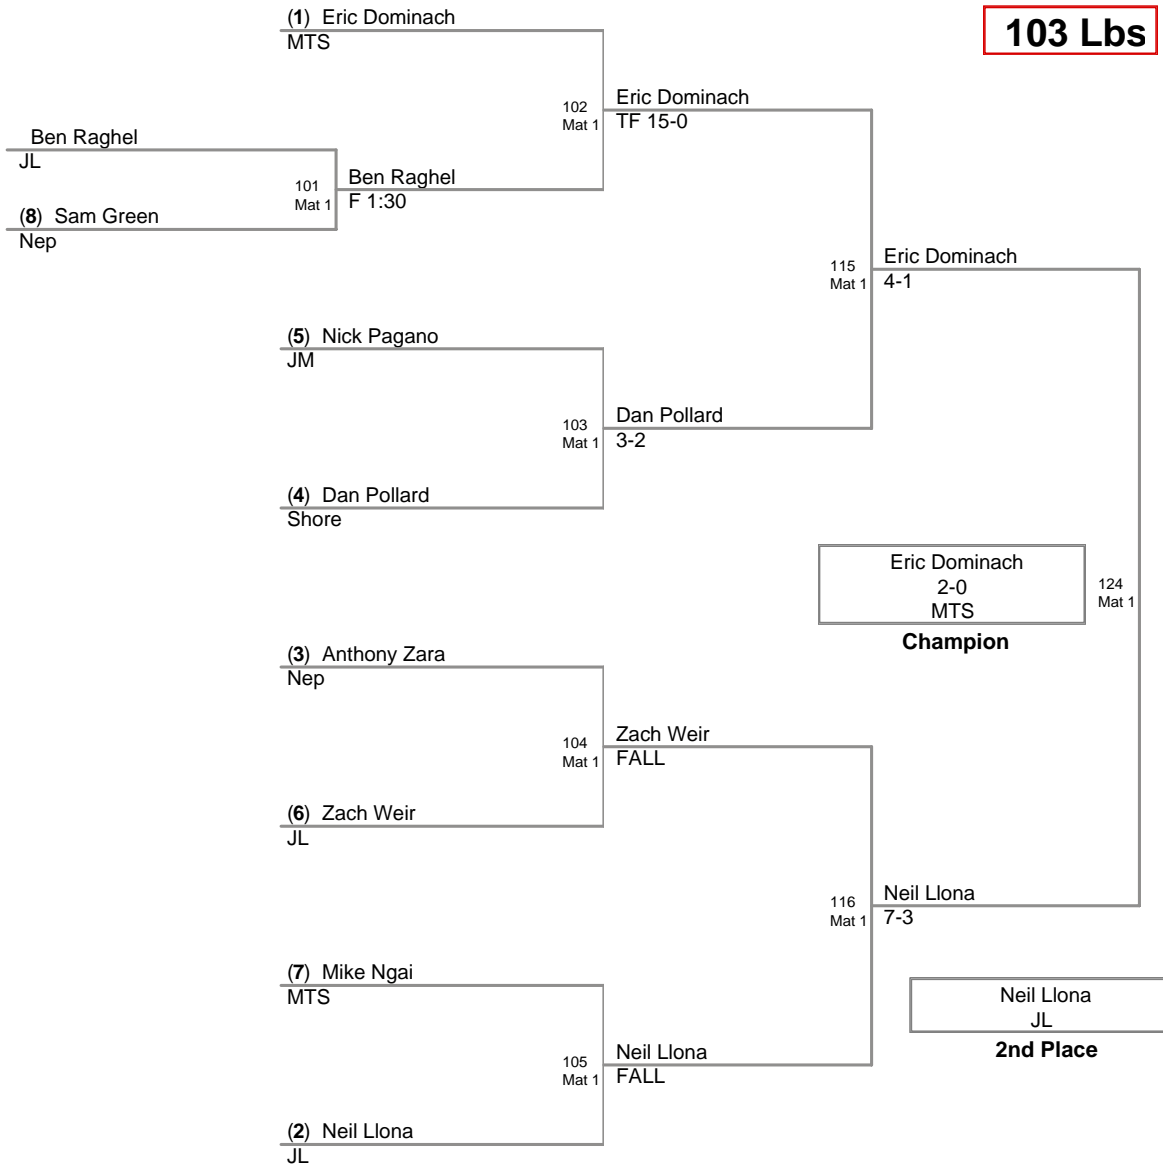 103 Lbs
(1) Eric Dominach
MTS
102
Mat 1
Eric Dominach
TF 15-0
Ben Raghel
JL
101
Mat 1
Ben Raghel
F 1:30
(8) Sam Green
Nep
115
Mat 1
Eric Dominach
4-1
(5) Nick Pagano
JM
103
Mat 1
Dan Pollard
3-2
(4) Dan Pollard
Shore
Eric Dominach
2-0
MTS
Champion
124
Mat 1
(3) Anthony Zara
Nep
104
Mat 1
Zach Weir
FALL
(6) Zach Weir
JL
116
Mat 1
Neil Llona
7-3
(7) Mike Ngai
MTS
Neil Llona
JL
2nd Place
105
Mat 1
Neil Llona
FALL
(2) Neil Llona
JL